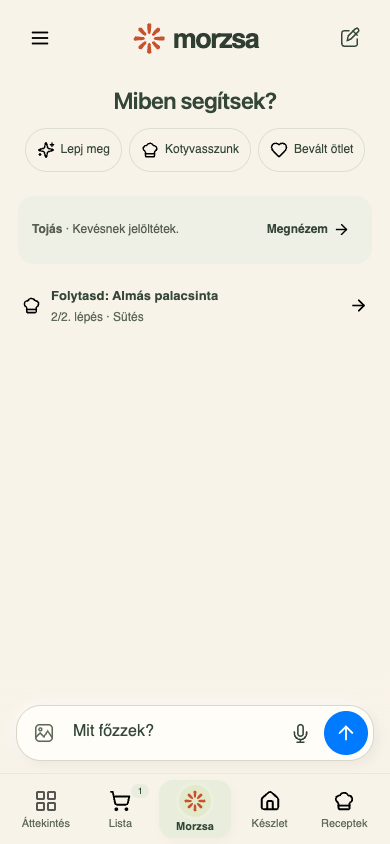 morzsa
Miben segítsek?
Lepj meg
Kotyvasszunk
Bevált ötlet
Tojás · Kevésnek jelöltétek.
Megnézem
Folytasd: Almás palacsinta
2/2. lépés · Sütés
Mit főzzek?
1
Áttekintés
Lista
Morzsa
Készlet
Receptek